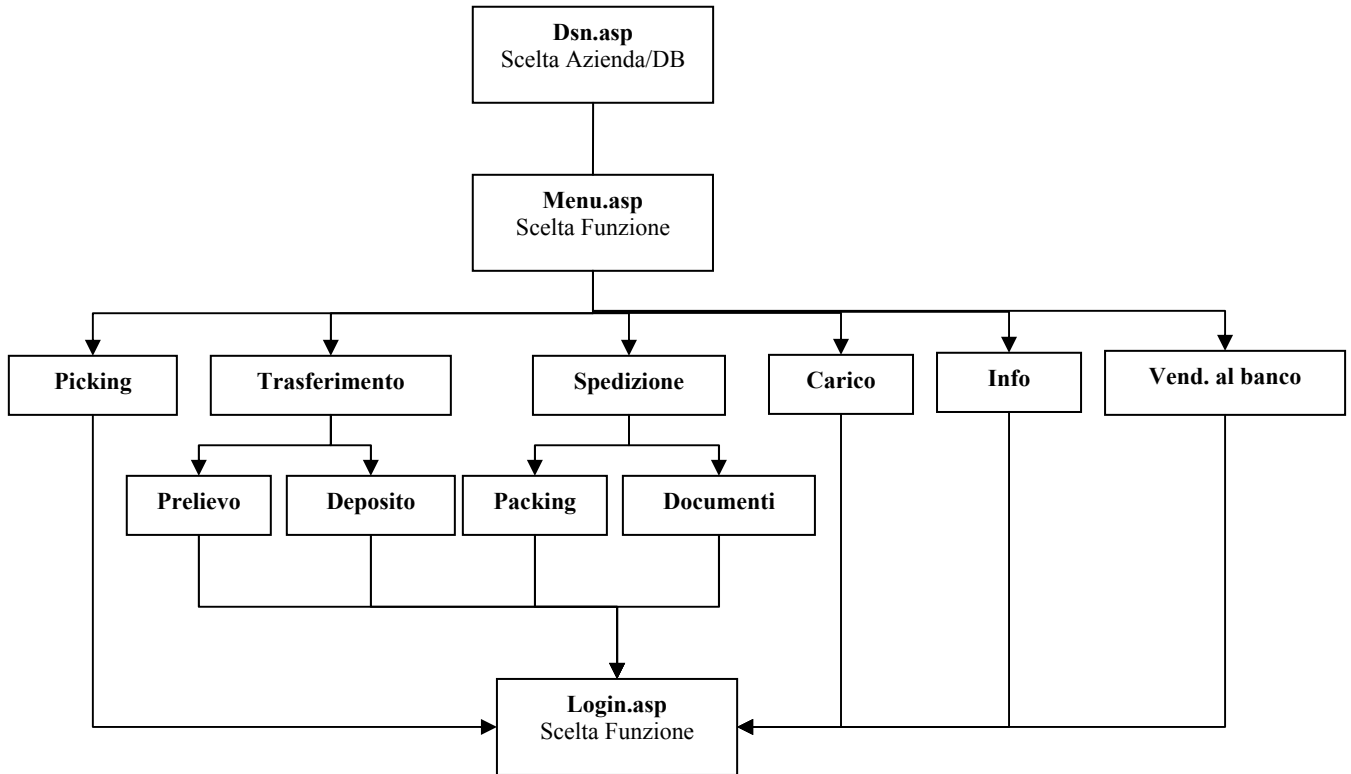 Dsn.asp
Scelta Azienda/DB
Menu.asp
Scelta Funzione
Picking
Trasferimento
Spedizione
Carico
Info
Vend. al banco
Prelievo
Deposito
Packing
Documenti
Login.asp
Scelta Funzione